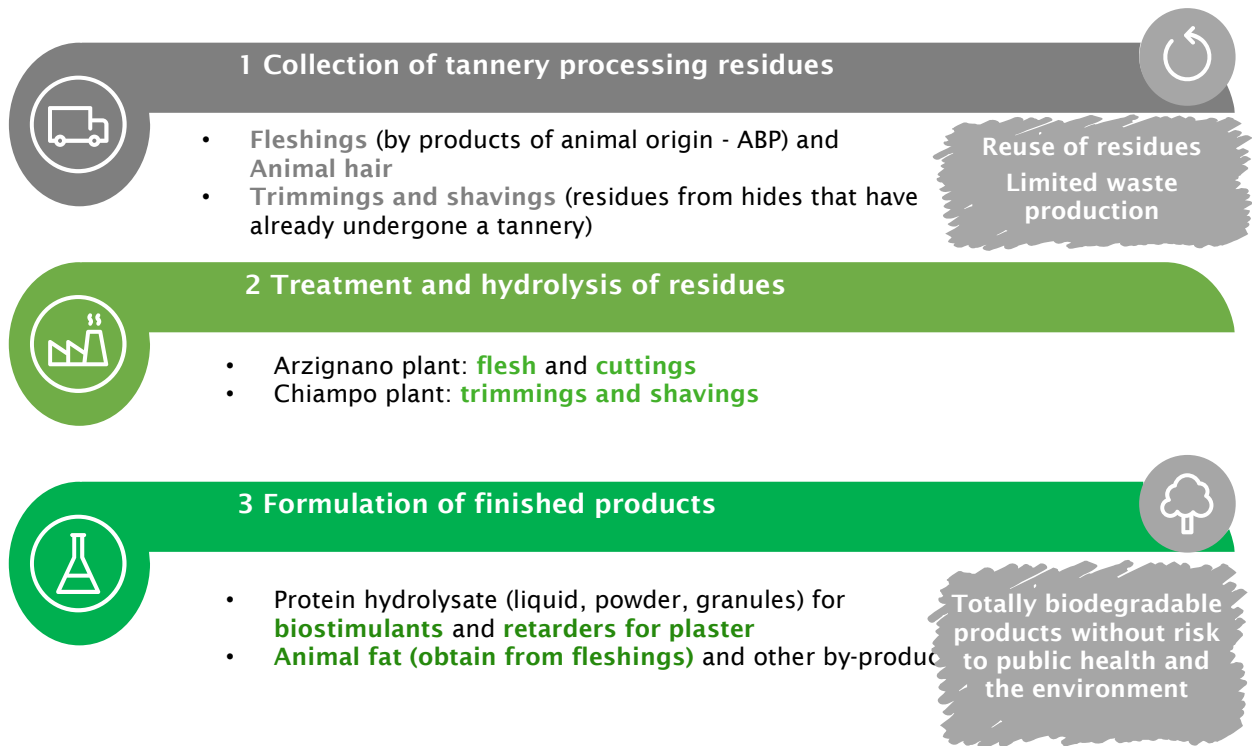 1 Collection of tannery processing residues
• Fleshings (by products of animal origin - ABP) and
Animal hair
• Trimmings and shavings (residues from hides that have
already undergone a tannery)
Reuse of residues
Limited waste
production
2 Treatment and hydrolysis of residues
• Arzignano plant: flesh and cuttings
• Chiampo plant: trimmings and shavings
3 Formulation of finished products
• Protein hydrolysate (liquid, powder, granules) for
biostimulants and retarders for plaster
• Animal fat (obtain from fleshings) and other by-produc
Totally biodegradable
products without risk
to public health and
the environment